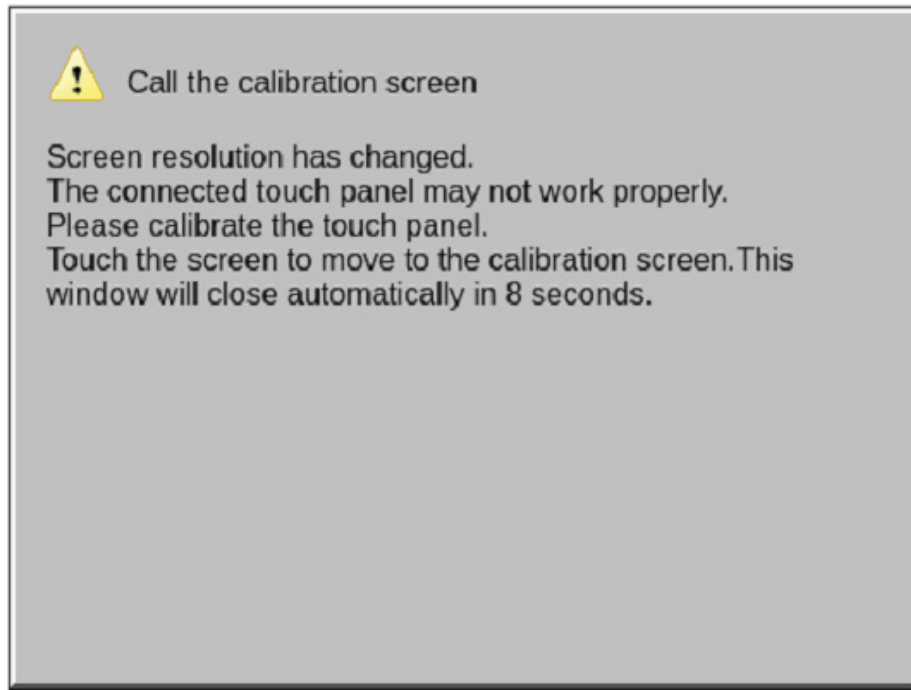 Call the calibration screen
Screen resolution has changed.
The connected touch panel may not work properly.
Please calibrate the touch panel.
Touch the screen to move to the calibration screen.This
window will close automatically in 8 seconds.